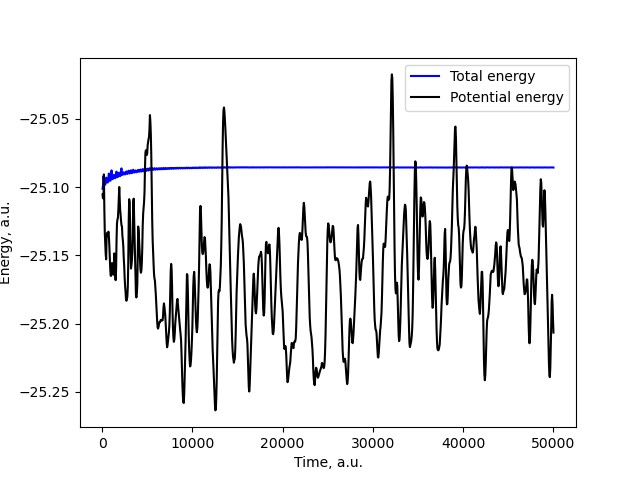 Total energy
Potential energy
−25.05
−25.10
−25.15
−25.20
−25.25
Energy, a.u.
0 10000 20000 30000 40000 50000
Time, a.u.